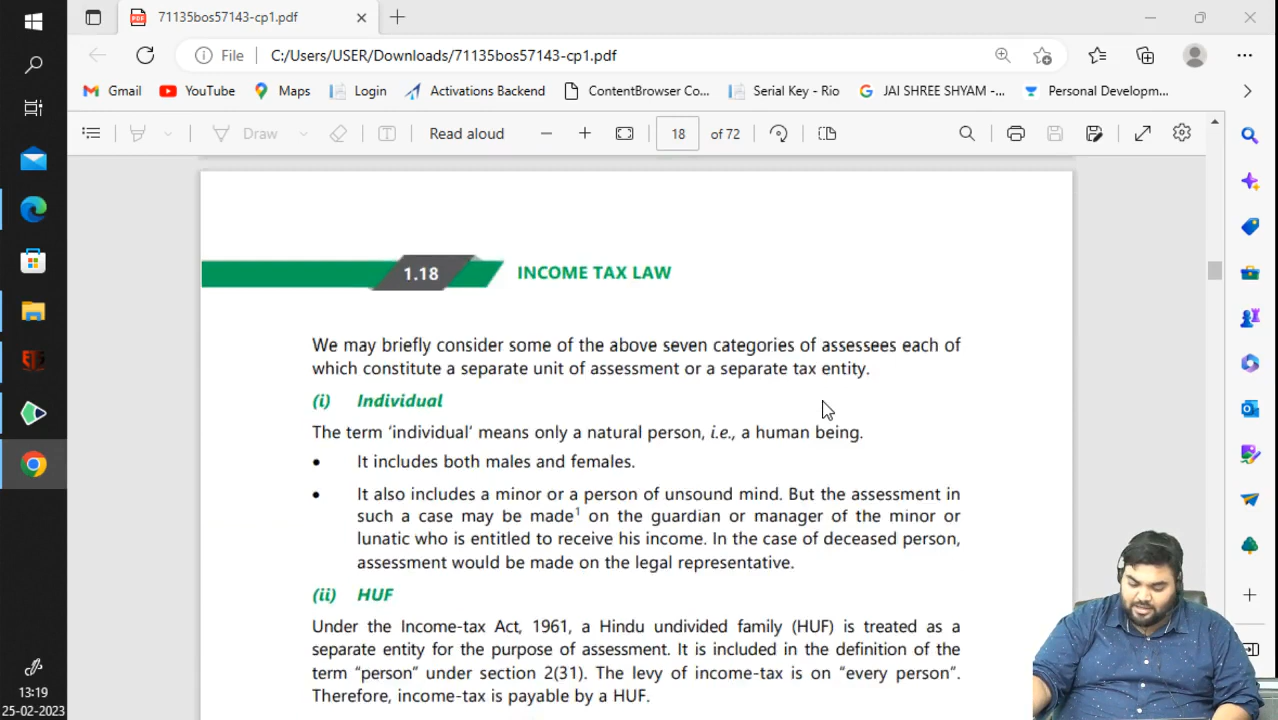 71135bos57143-cp1.pdf
File C:/Users/USER/Downloads/71135bos57143-cp1.pdf
Gmail YouTube Maps Login Activations Backend ContentBrowser Co... Serial Key - Rio JAI SHREE SHYAM -... Personal Developm...
Draw Read aloud 18 of 72
1.18 INCOME TAX LAW
We may briefly consider some of the above seven categories of assessees each of
which constitute a separate unit of assessment or a separate tax entity.
(i) Individual
The term ‘individual’ means only a natural person, i.e., a human being.
• It includes both males and females.
• It also includes a minor or a person of unsound mind. But the assessment in
such a case may be made1 on the guardian or manager of the minor or
lunatic who is entitled to receive his income. In the case of deceased person,
assessment would be made on the legal representative.
(ii) HUF
Under the Income-tax Act, 1961, a Hindu undivided family (HUF) is treated as a
separate entity for the purpose of assessment. It is included in the definition of the
term “person” under section 2(31). The levy of income-tax is on “every person”.
Therefore, income-tax is payable by a HUF.
13:19
25-02-2023